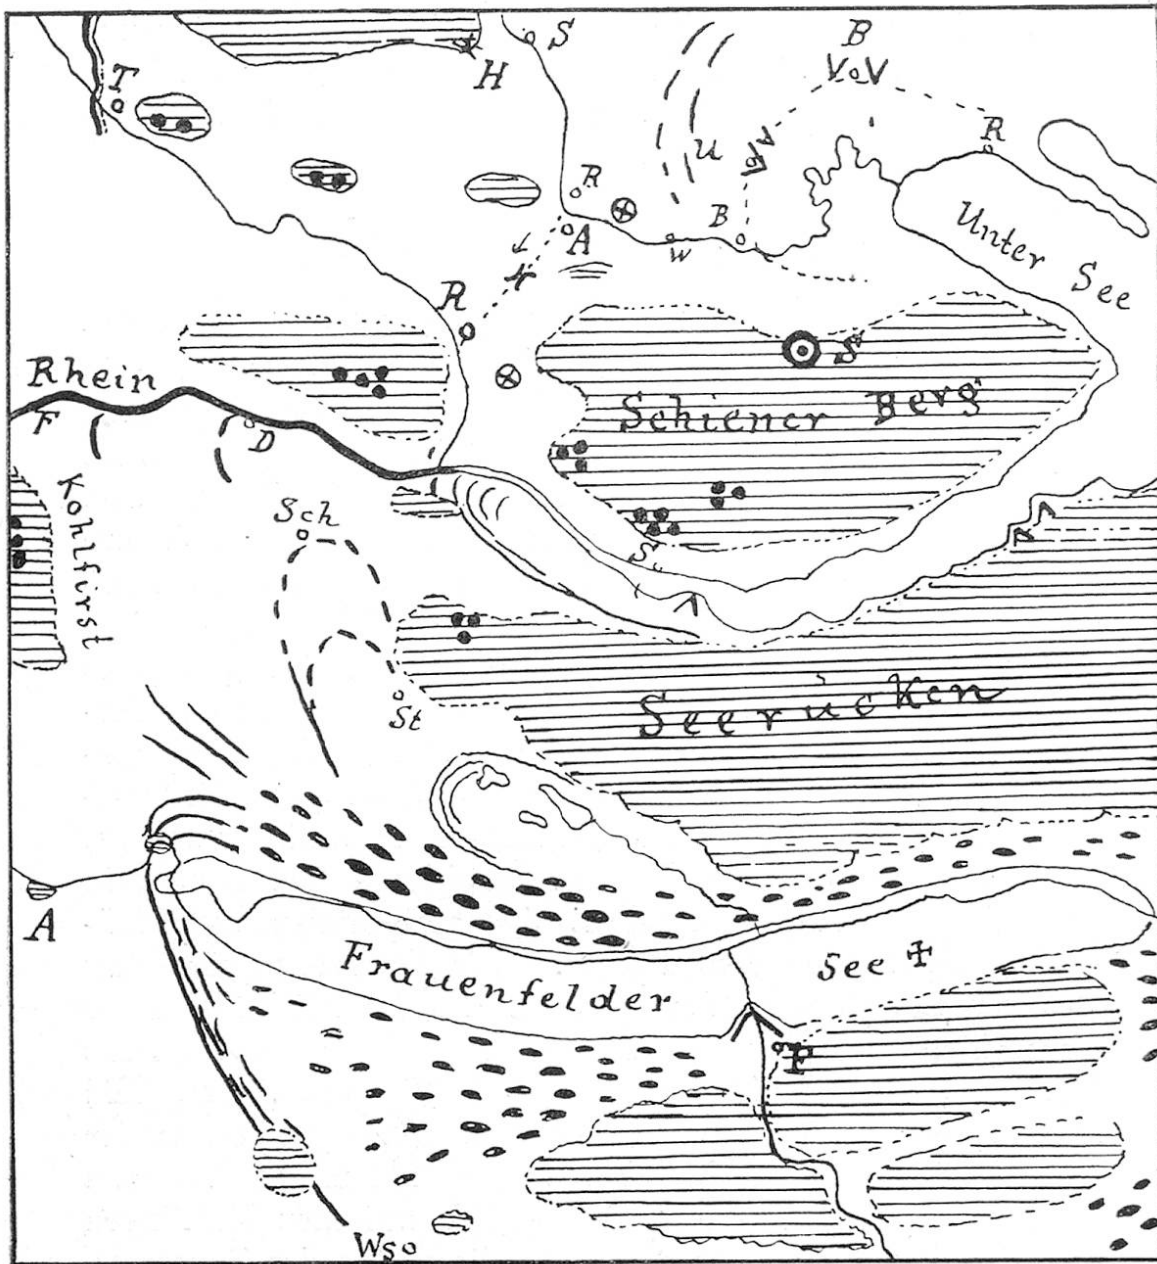 S
B
T
H
R
U
R
B
A
W
Unter See
R
S
Rhein
Schiener Berg
F
D
Kohlfirst
Sch
S
Seerücken
St
A
Frauenfelder See
F
Ws